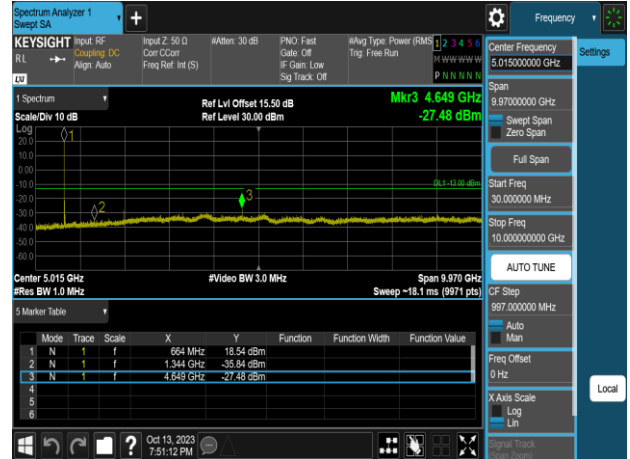 Spectrum Analyzer 1
Swept SA
+
Frequency
KEYSIGHT
Input: RF
Coupling: DC
Align: Auto
RL
LXI
Input Z: 50 Ω
Corr CCorr
Freq Ref: Int (S)
#Atten: 30 dB
PNO: Fast
Gate: Off
IF Gain: Low
Sig Track: Off
#Avg Type: Power (RMS
Trig: Free Run
1 2 3 4 5 6
M W W W W W
P N N N N N
Center Frequency
5.015000000 GHz
Settings
Span
9.97000000 GHz
Swept Span
Zero Span
Full Span
Start Freq
30.000000 MHz
Stop Freq
10.000000000 GHz
AUTO TUNE
CF Step
997.000000 MHz
Auto
Man
Freq Offset
0 Hz
X Axis Scale
Log
Lin
Local
Signal Track
(Span Zoom)
1 Spectrum
Scale/Div 10 dB
Ref Lvl Offset 15.50 dB
Ref Level 30.00 dBm
Mkr3 4.649 GHz
-27.48 dBm
Log
20.0
10.0
0.00
-10.0
-20.0
-30.0
-40.0
-50.0
-60.0
1
2
3
DL1 -13.00 dBm
Center 5.015 GHz
#Res BW 1.0 MHz
#Video BW 3.0 MHz
Span 9.970 GHz
Sweep ~18.1 ms (9971 pts)
5 Marker Table
Mode Trace Scale X Y Function Function Width Function Value
1 N 1 f 664 MHz 18.54 dBm
2 N 1 f 1.344 GHz -35.84 dBm
3 N 1 f 4.649 GHz -27.48 dBm
4
5
6
?
Oct 13, 2023
7:51:12 PM